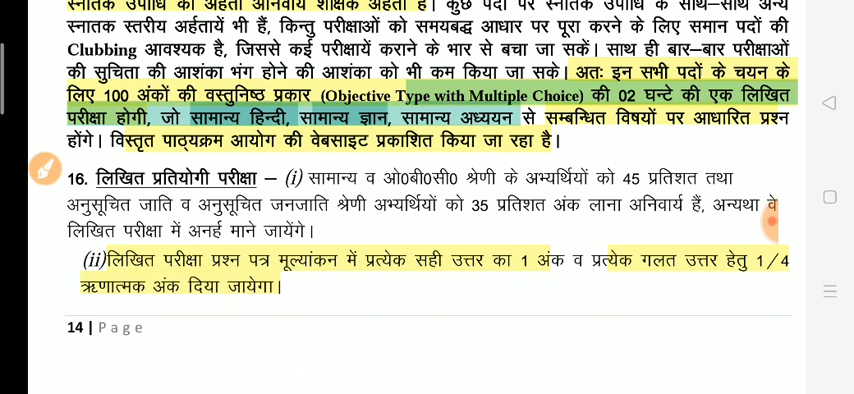 स्नातक उपाधि की अर्हता अनिवार्य शैक्षिक अर्हता है। कुछ पदों पर स्नातक उपाधि के साथ–साथ अन्य
स्नातक स्तरीय अर्हतायें भी हैं, किन्तु परीक्षाओं को समयबद्ध आधार पर पूरा करने के लिए समान पदों की
Clubbing आवश्यक है, जिससे कई परीक्षायें कराने के भार से बचा जा सकें। साथ ही बार–बार परीक्षाओं
की सुचिता की आशंका भंग होने की आशंका को भी कम किया जा सके। अतः इन सभी पदों के चयन के
लिए 100 अंकों की वस्तुनिष्ठ प्रकार (Objective Type with Multiple Choice) की 02 घन्टे की एक लिखित
परीक्षा होगी, जो सामान्य हिन्दी, सामान्य ज्ञान, सामान्य अध्ययन से सम्बन्धित विषयों पर आधारित प्रश्न
होंगे। विस्तृत पाठ्यक्रम आयोग की वेबसाइट प्रकाशित किया जा रहा है।
16. लिखित प्रतियोगी परीक्षा – (i) सामान्य व ओ0बी0सी0 श्रेणी के अभ्यर्थियों को 45 प्रतिशत तथा
अनुसूचित जाति व अनुसूचित जनजाति श्रेणी अभ्यर्थियों को 35 प्रतिशत अंक लाना अनिवार्य हैं, अन्यथा वे
लिखित परीक्षा में अनर्ह माने जायेंगे।
(ii)लिखित परीक्षा प्रश्न पत्र मूल्यांकन में प्रत्येक सही उत्तर का 1 अंक व प्रत्येक गलत उत्तर हेतु 1/4
ऋणात्मक अंक दिया जायेगा।
14 | Page